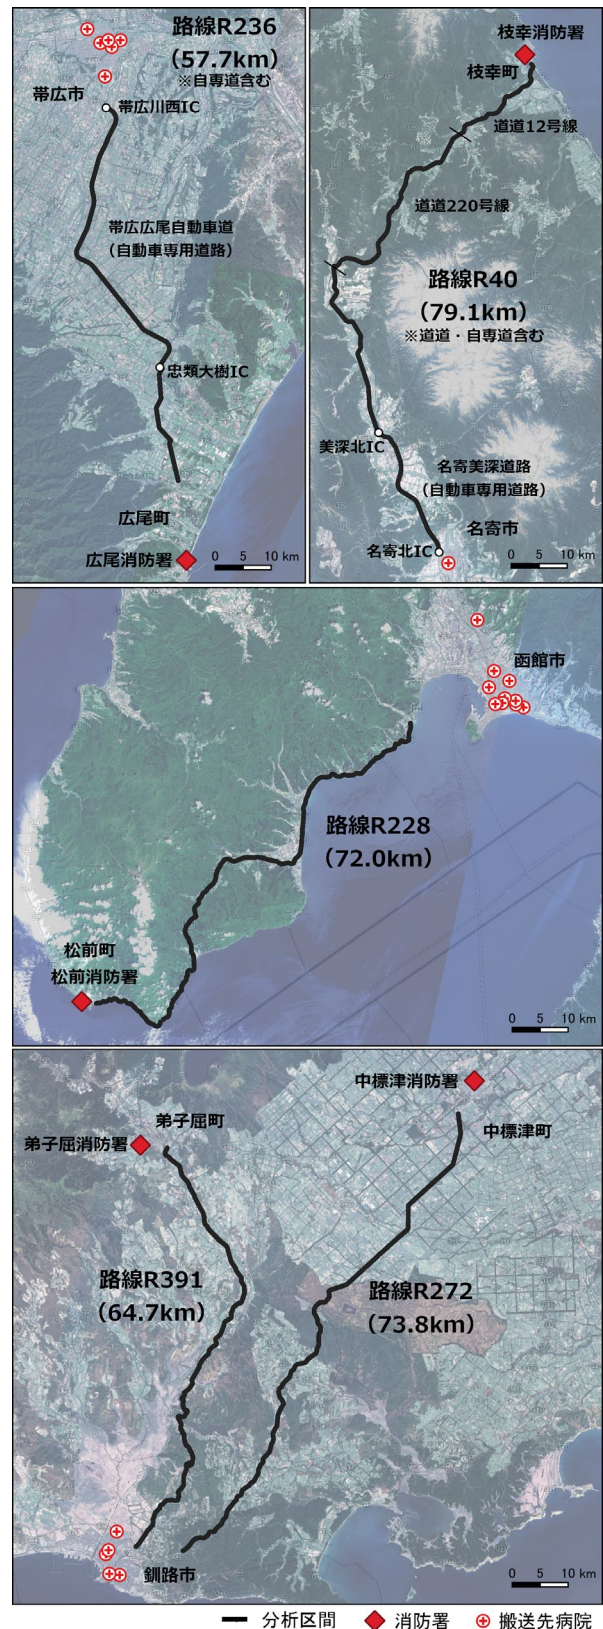 路線R236
（57.7km）
※自専道含む
帯広市
帯広川西IC
帯広広尾自動車道
（自動車専用道路）
忠類大樹IC
広尾町
広尾消防署
0 5 10 km
枝幸消防署
枝幸町
道道12号線
道道220号線
路線R40
（79.1km）
※道道・自専道含む
美深北IC
名寄美深道路
（自動車専用道路）
名寄市
名寄北IC
0 5 10 km
函館市
路線R228
（72.0km）
松前町
松前消防署
0 5 10 km
中標津消防署
弟子屈町
弟子屈消防署
中標津町
路線R391
（64.7km）
路線R272
（73.8km）
釧路市
0 5 10 km
分析区間 消防署 搬送先病院